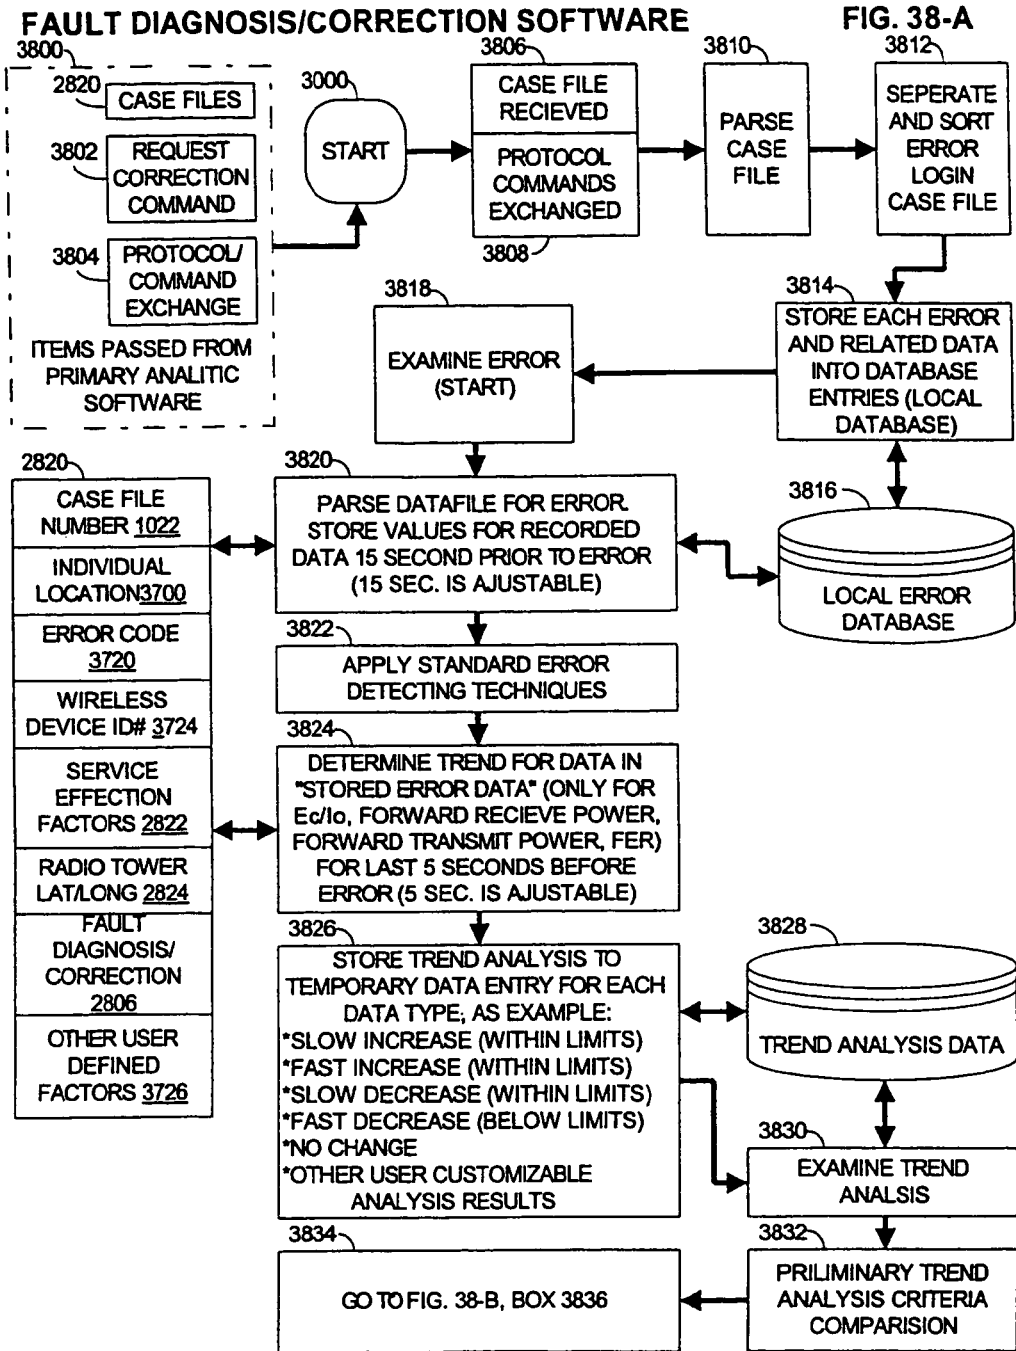 FAULT DIAGNOSIS/CORRECTION SOFTWARE
FIG. 38-A
3800
2820
CASE FILES
3802
REQUEST
CORRECTION
COMMAND
3804
PROTOCOL/
COMMAND
EXCHANGE
ITEMS PASSED FROM
PRIMARY ANALITIC
SOFTWARE
3000
START
3806
CASE FILE
RECIEVED
PROTOCOL
COMMANDS
EXCHANGED
3808
3810
PARSE
CASE
FILE
3812
SEPERATE
AND SORT
ERROR
LOGIN
CASE FILE
3814
STORE EACH ERROR
AND RELATED DATA
INTO DATABASE
ENTRIES (LOCAL
DATABASE)
3816
LOCAL ERROR
DATABASE
3818
EXAMINE ERROR
(START)
2820
CASE FILE
NUMBER 1022
INDIVIDUAL
LOCATION3700
ERROR CODE
3720
WIRELESS
DEVICE ID# 3724
SERVICE
EFFECTION
FACTORS 2822
RADIO TOWER
LAT/LONG 2824
FAULT
DIAGNOSIS/
CORRECTION
2806
OTHER USER
DEFINED
FACTORS 3726
3820
PARSE DATAFILE FOR ERROR.
STORE VALUES FOR RECORDED
DATA 15 SECOND PRIOR TO ERROR
(15 SEC. IS AJUSTABLE)
3822
APPLY STANDARD ERROR
DETECTING TECHNIQUES
3824
DETERMINE TREND FOR DATA IN
"STORED ERROR DATA" (ONLY FOR
Ec/Io, FORWARD RECIEVE POWER,
FORWARD TRANSMIT POWER, FER)
FOR LAST 5 SECONDS BEFORE
ERROR (5 SEC. IS AJUSTABLE)
3826
STORE TREND ANALYSIS TO
TEMPORARY DATA ENTRY FOR EACH
DATA TYPE, AS EXAMPLE:
*SLOW INCREASE (WITHIN LIMITS)
*FAST INCREASE (WITHIN LIMITS)
*SLOW DECREASE (WITHIN LIMITS)
*FAST DECREASE (BELOW LIMITS)
*NO CHANGE
*OTHER USER CUSTOMIZABLE
ANALYSIS RESULTS
3828
TREND ANALYSIS DATA
3830
EXAMINE TREND
ANALSIS
3832
PRILIMINARY TREND
ANALYSIS CRITERIA
COMPARISION
3834
GO TO FIG. 38-B, BOX 3836